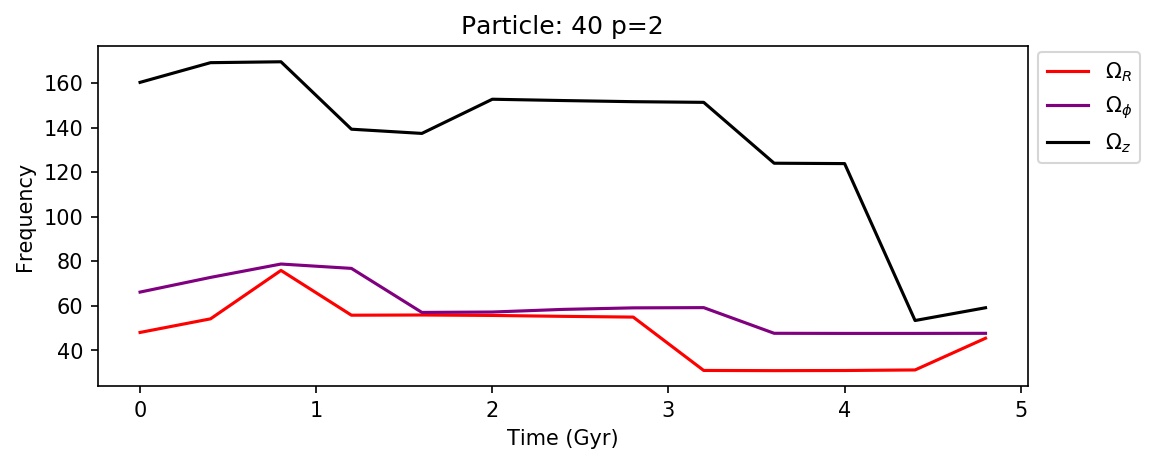 Particle: 40 p=2
Frequency
160
140
120
100
80
60
40
0 1 2 3 4 5
Time (Gyr)
Ω_R
Ω_ϕ
Ω_z